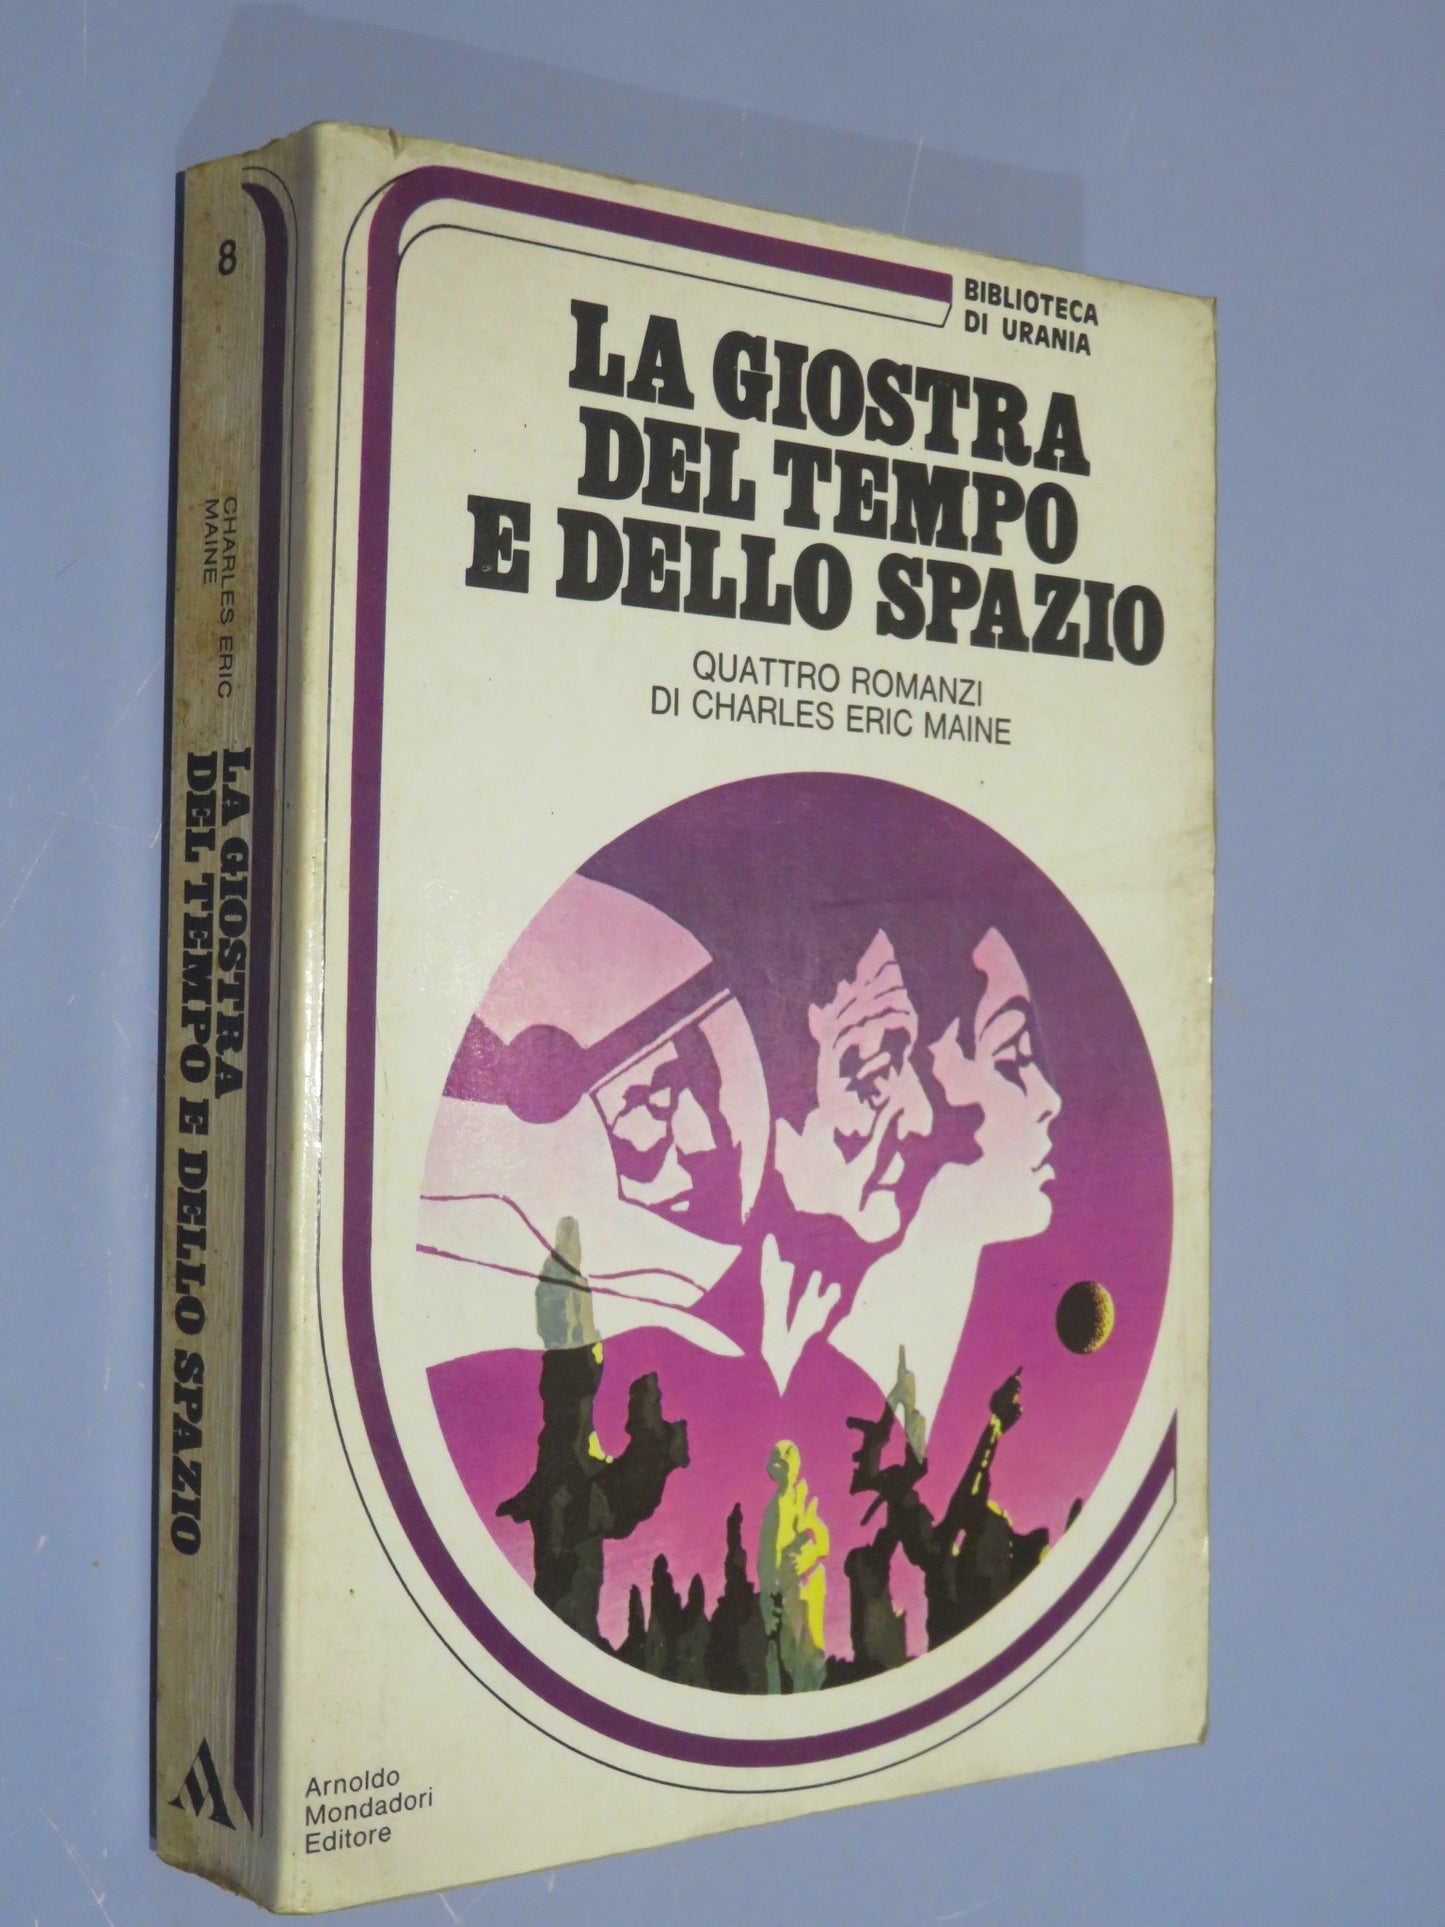 BIBLIOTECA
DI URANIA
LA GIOSTRA
DEL TEMPO
E DELLO SPAZIO
QUATTRO ROMANZI
DI CHARLES ERIC MAINE
Arnoldo
Mondadori
Editore
8
CHARLES ERIC
MAINE
LA GIOSTRA
DEL TEMPO E DELLO SPAZIO